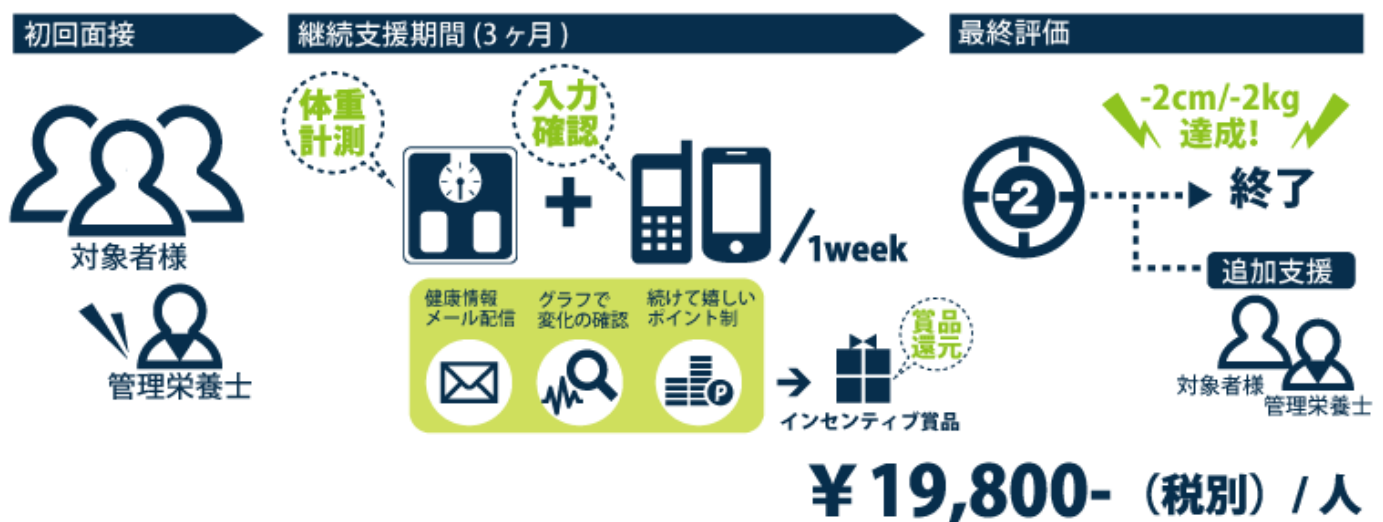 初回面接
継続支援期間 (3 ヶ月 )
最終評価
体重
計測
入力
確認
-2cm/-2kg
達成!
-2
終了
/1week
対象者様
管理栄養士
健康情報
メール配信
グラフで
変化の確認
続けて嬉しい
ポイント制
P
賞品
還元
インセンティブ賞品
追加支援
対象者様
管理栄養士
¥ 19,800-（税別）/ 人